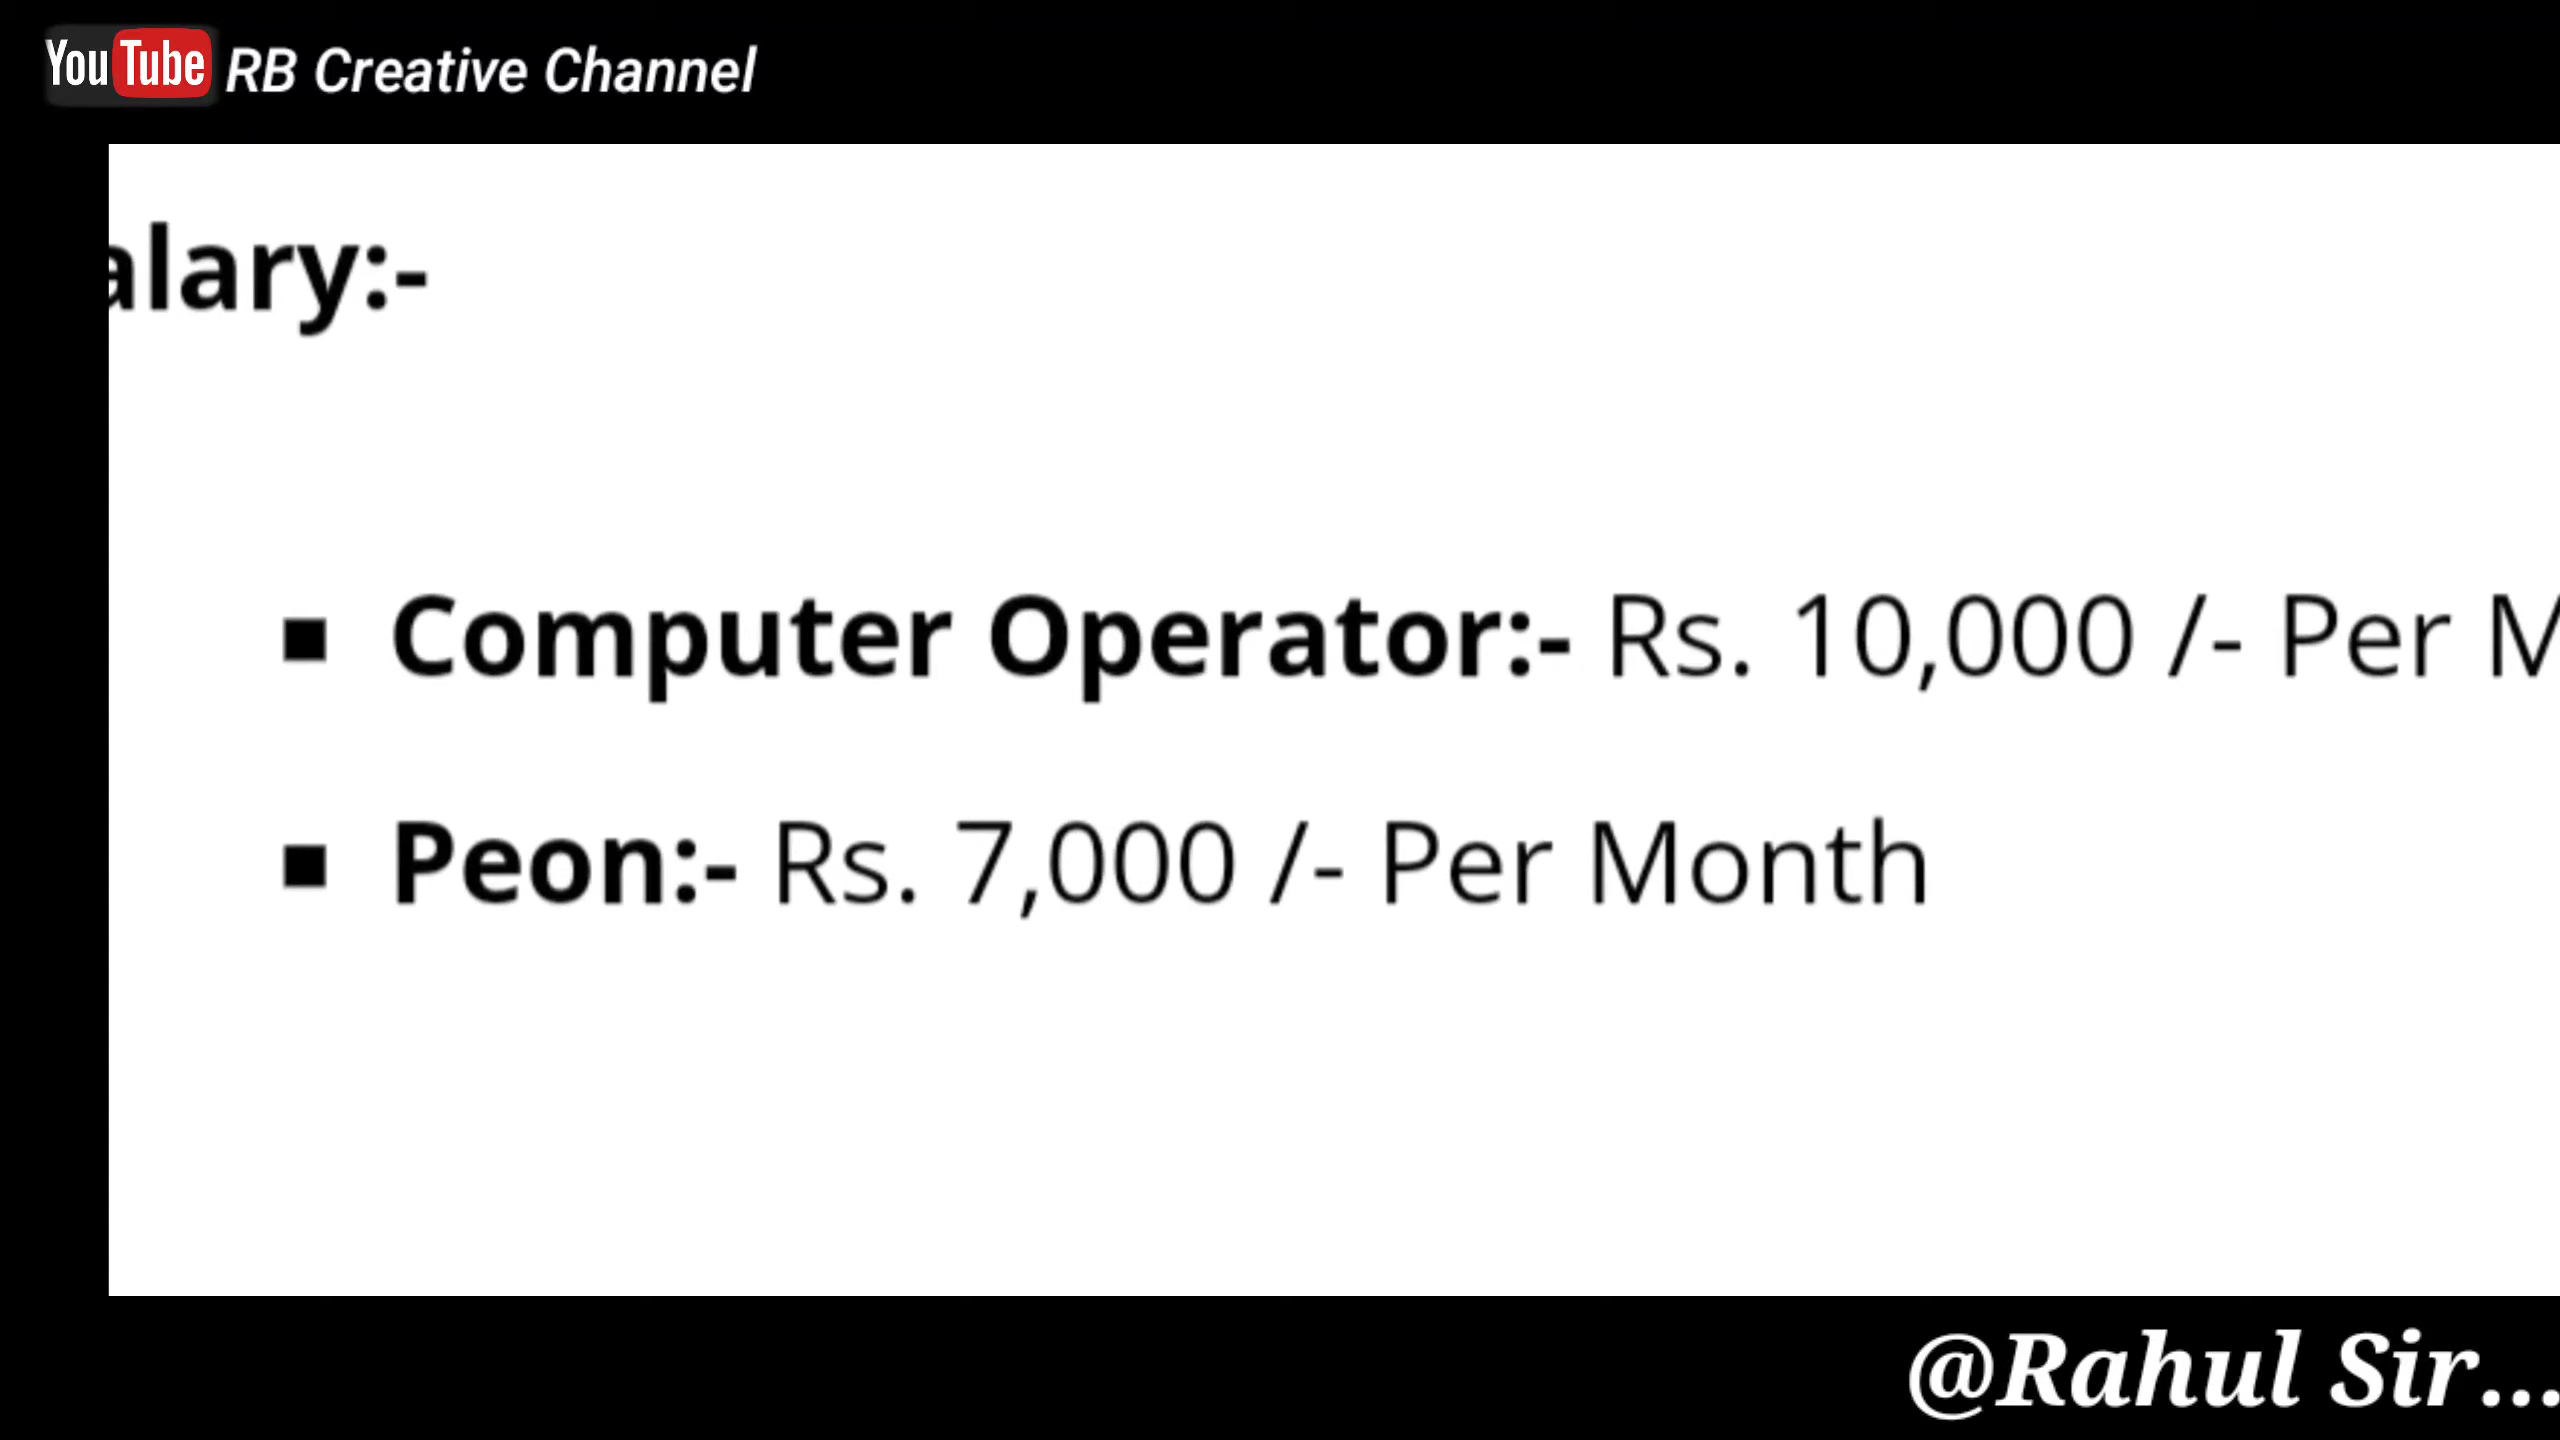 YouTube RB Creative Channel
alary:-
▪ Computer Operator:- Rs. 10,000 /- Per M
▪ Peon:- Rs. 7,000 /- Per Month
@Rahul Sir...